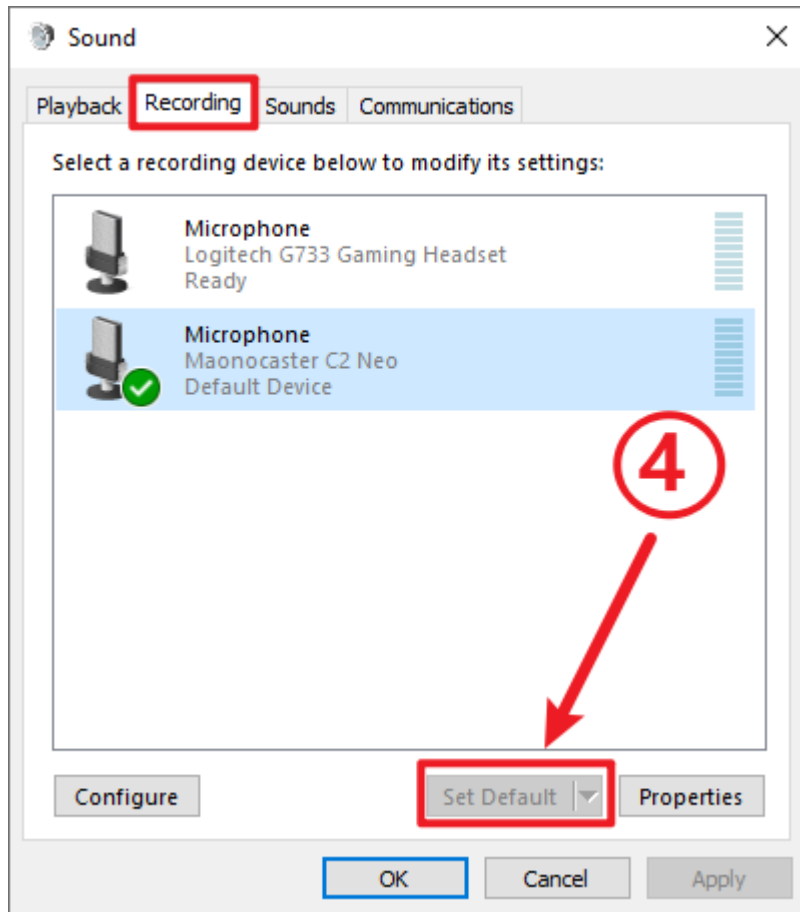 Sound
Playback Recording Sounds Communications
Select a recording device below to modify its settings:
Microphone
Logitech G733 Gaming Headset
Ready
Microphone
Maonocaster C2 Neo
Default Device
④
Configure Set Default Properties
OK Cancel Apply